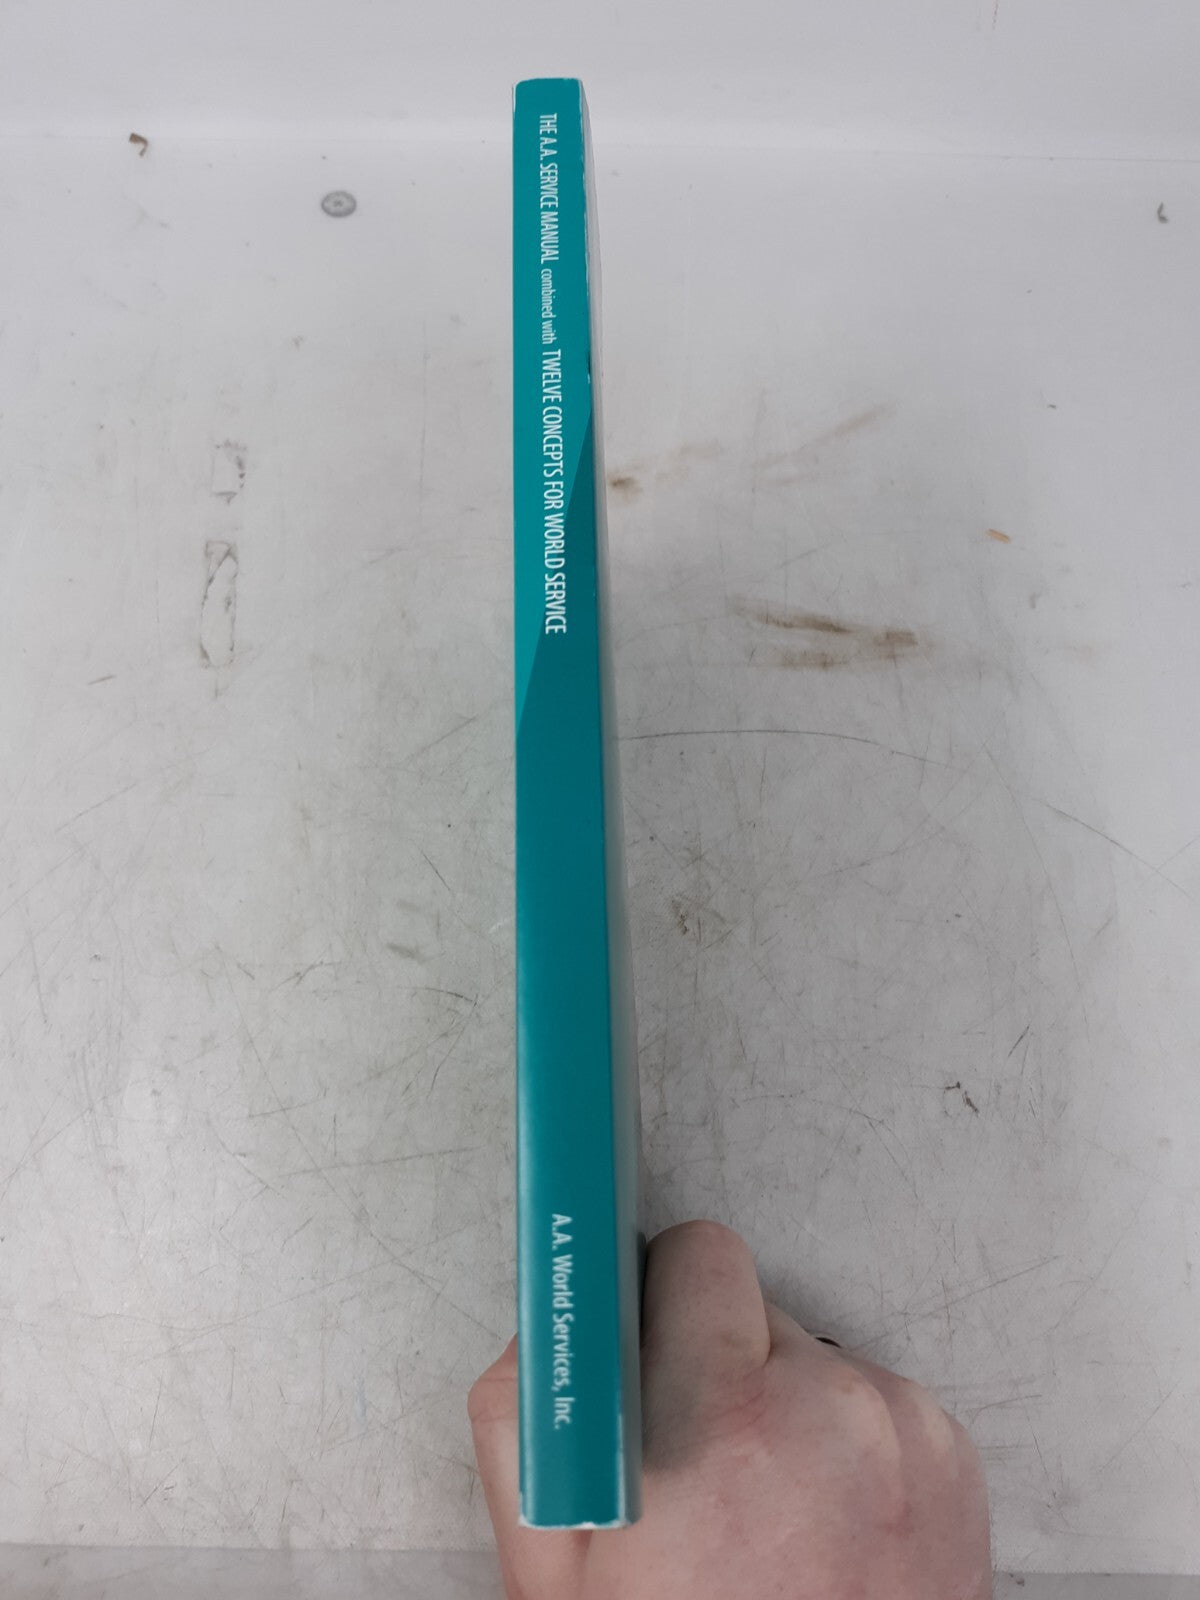 THE A.A. SERVICE MANUAL combined with TWELVE CONCEPTS FOR WORLD SERVICE
A.A. World Services, Inc.